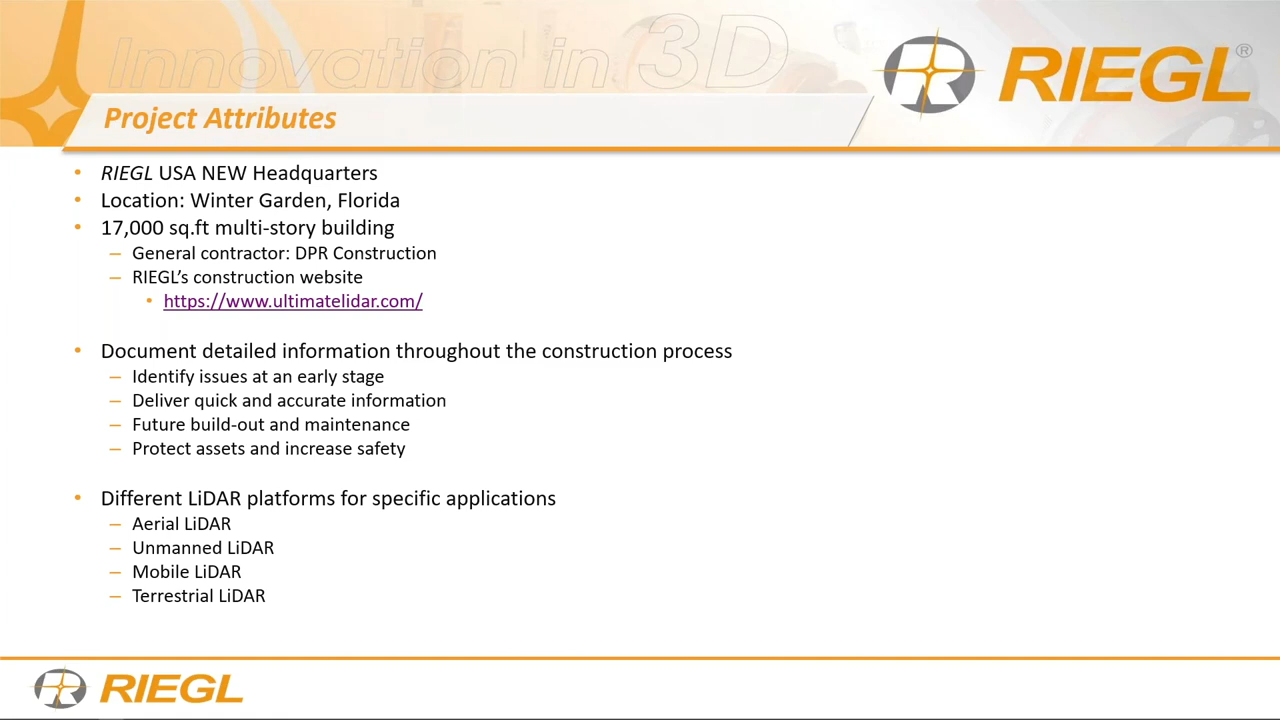 Innovation in 3D
RIEGL®
Project Attributes
• RIEGL USA NEW Headquarters
• Location: Winter Garden, Florida
• 17,000 sq.ft multi-story building
– General contractor: DPR Construction
– RIEGL’s construction website
• https://www.ultimatelidar.com/
• Document detailed information throughout the construction process
– Identify issues at an early stage
– Deliver quick and accurate information
– Future build-out and maintenance
– Protect assets and increase safety
• Different LiDAR platforms for specific applications
– Aerial LiDAR
– Unmanned LiDAR
– Mobile LiDAR
– Terrestrial LiDAR
RIEGL